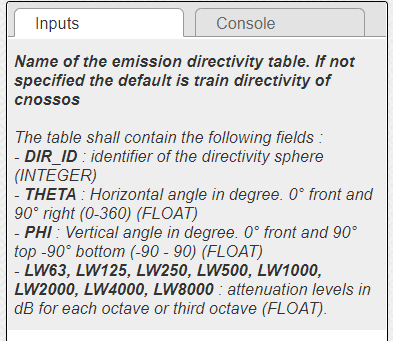 Inputs
Console
Name of the emission directivity table. If not
specified the default is train directivity of
cnossos
The table shall contain the following fields :
- DIR_ID : identifier of the directivity sphere
(INTEGER)
- THETA : Horizontal angle in degree. 0° front and
90° right (0-360) (FLOAT)
- PHI : Vertical angle in degree. 0° front and 90°
top -90° bottom (-90 - 90) (FLOAT)
- LW63, LW125, LW250, LW500, LW1000,
LW2000, LW4000, LW8000 : attenuation levels in
dB for each octave or third octave (FLOAT).